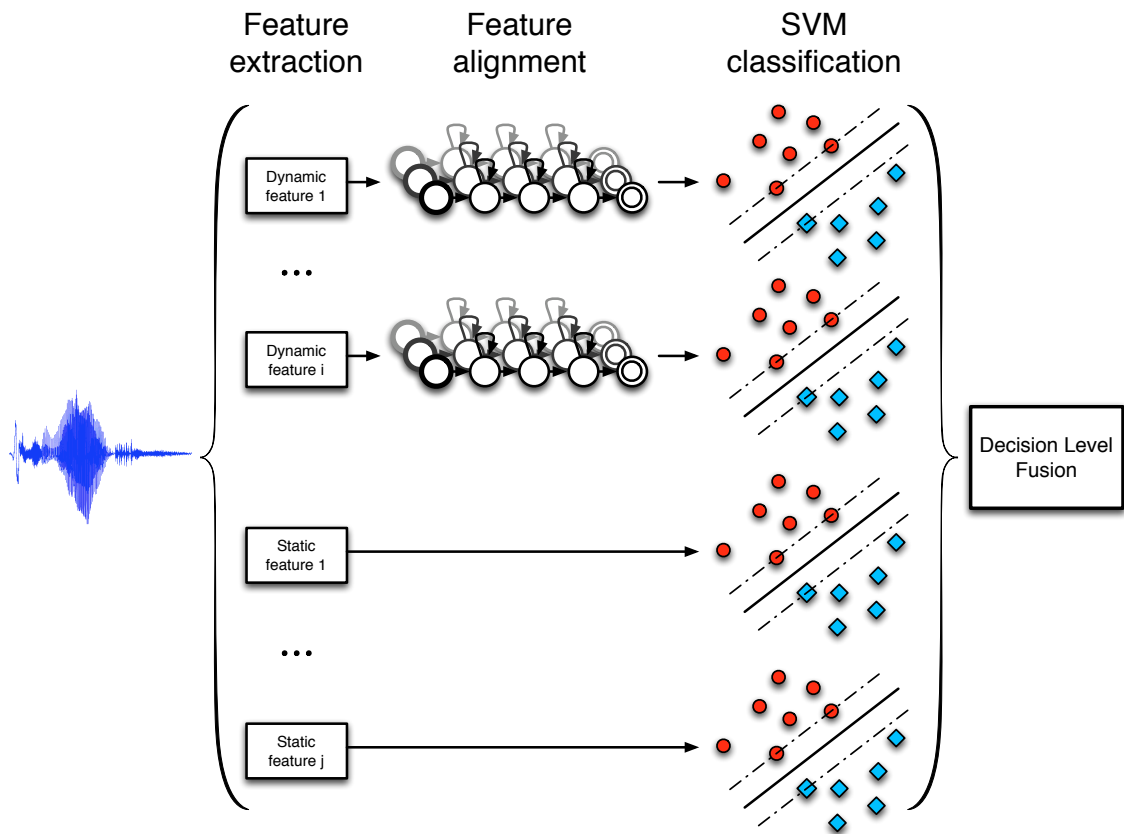 Feature
extraction
Feature
alignment
SVM
classification
Dynamic
feature 1
...
Dynamic
feature i
Static
feature 1
...
Static
feature j
Decision Level
Fusion